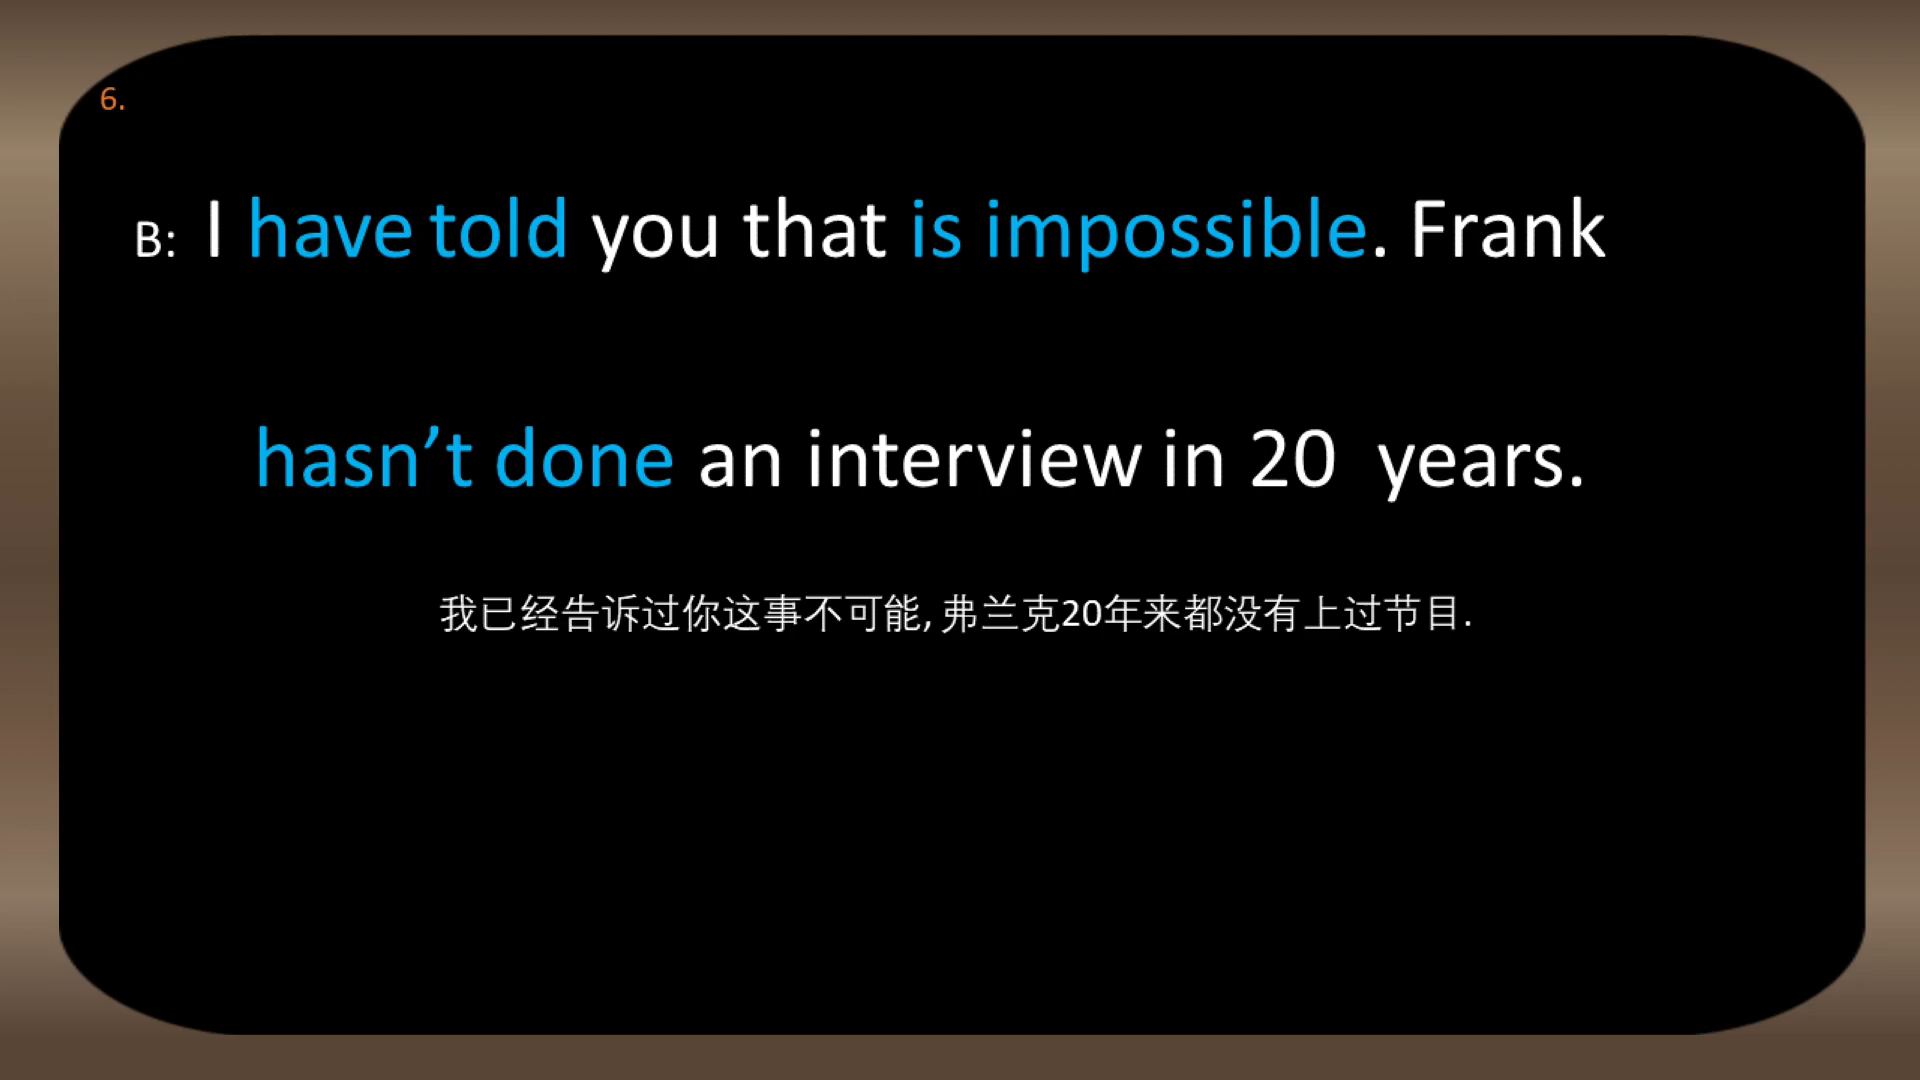 6.
B: I have told you that is impossible. Frank
hasn’t done an interview in 20  years.
我已经告诉过你这事不可能, 弗兰克20年来都没有上过节目.